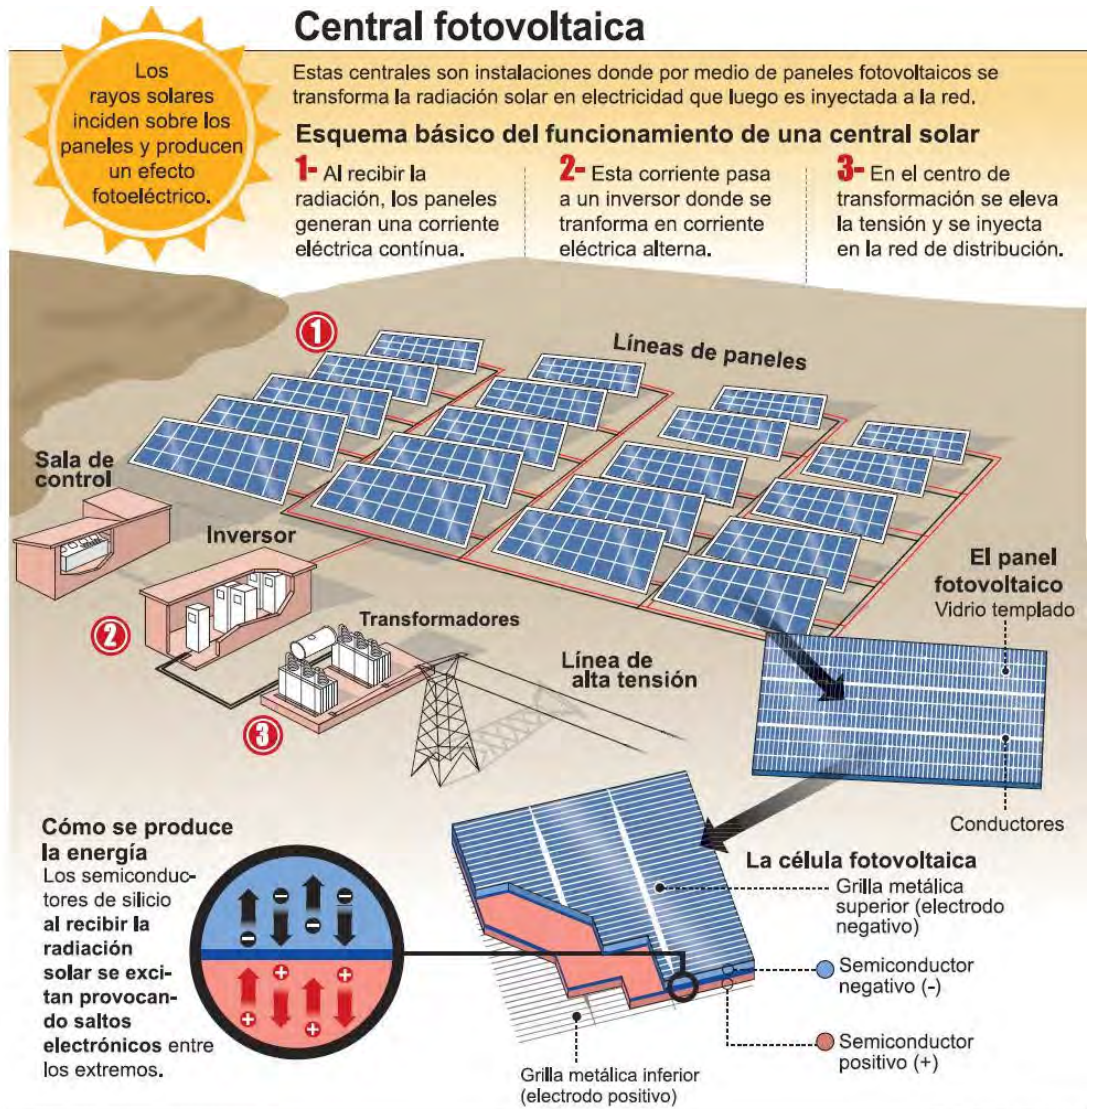 Central fotovoltaica
Los
rayos solares
inciden sobre los
paneles y producen
un efecto
fotoeléctrico.
Estas centrales son instalaciones donde por medio de paneles fotovoltaicos se
transforma la radiación solar en electricidad que luego es inyectada a la red.
Esquema básico del funcionamiento de una central solar
1- Al recibir la
radiación, los paneles
generan una corriente
eléctrica contínua.
2- Esta corriente pasa
a un inversor donde se
tranforma en corriente
eléctrica alterna.
3- En el centro de
transformación se eleva
la tensión y se inyecta
en la red de distribución.
1
Líneas de paneles
Sala de
control
Inversor
2
Transformadores
3
Línea de
alta tensión
El panel
fotovoltaico
Vidrio templado
Conductores
Cómo se produce
la energía
Los semiconduc-
tores de silicio
al recibir la
radiación
solar se exci-
tan provocan-
do saltos
electrónicos entre
los extremos.
La célula fotovoltaica
Grilla metálica
superior (electrodo
negativo)
Semiconductor
negativo (-)
Semiconductor
positivo (+)
Grilla metálica inferior
(electrodo positivo)